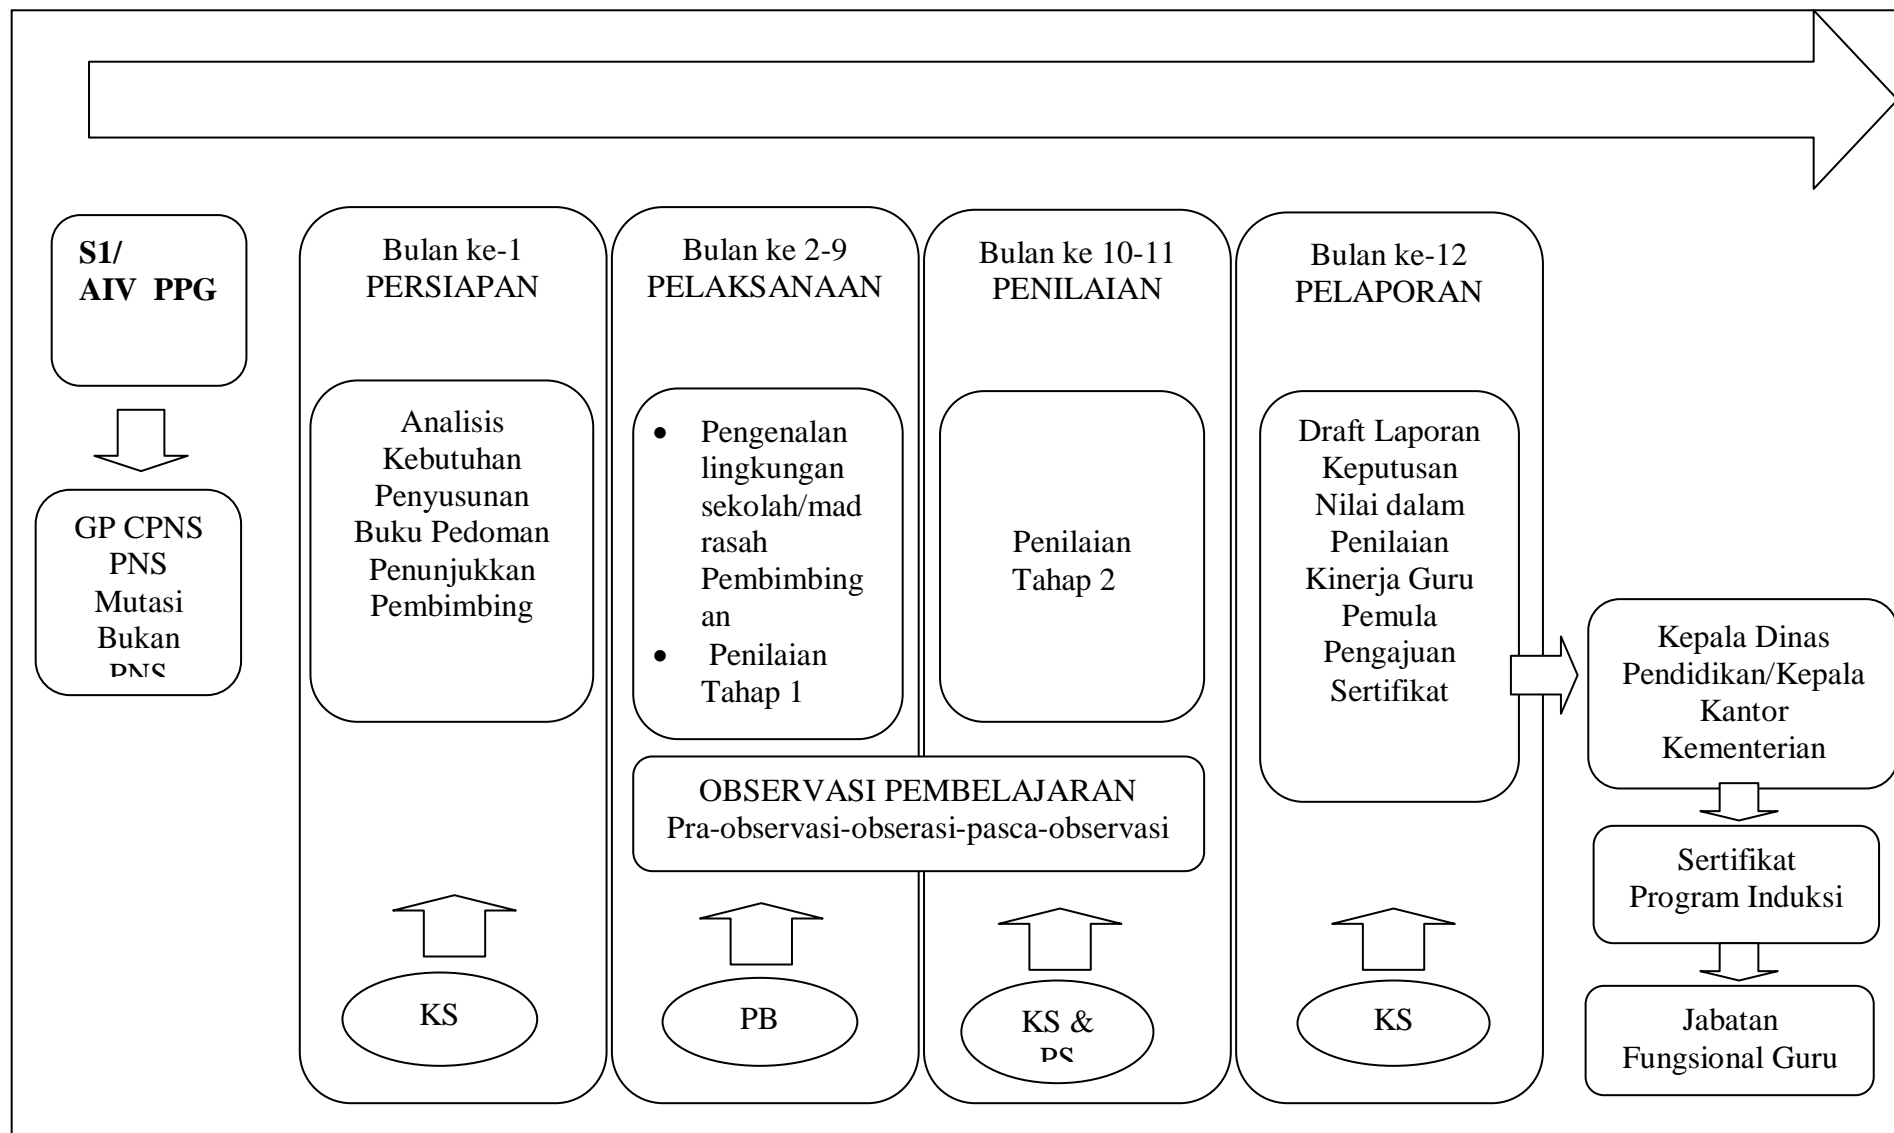 S1/
AIV PPG
GP CPNS
PNS
Mutasi
Bukan
PNS
Bulan ke-1
PERSIAPAN
Analisis
Kebutuhan
Penyusunan
Buku Pedoman
Penunjukkan
Pembimbing
KS
Bulan ke 2-9
PELAKSANAAN
• Pengenalan
lingkungan
sekolah/mad
rasah
Pembimbing
an
• Penilaian
Tahap 1
OBSERVASI PEMBELAJARAN
Pra-observasi-obserasi-pasca-observasi
PB
Bulan ke 10-11
PENILAIAN
Penilaian
Tahap 2
KS &
PS
Bulan ke-12
PELAPORAN
Draft Laporan
Keputusan
Nilai dalam
Penilaian
Kinerja Guru
Pemula
Pengajuan
Sertifikat
KS
Kepala Dinas
Pendidikan/Kepala
Kantor
Kementerian
Sertifikat
Program Induksi
Jabatan
Fungsional Guru